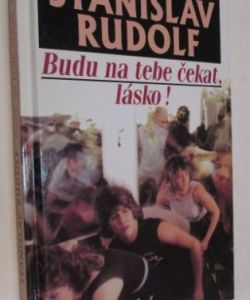 STANISLAV
RUDOLF
Budu na tebe čekat,
lásko!